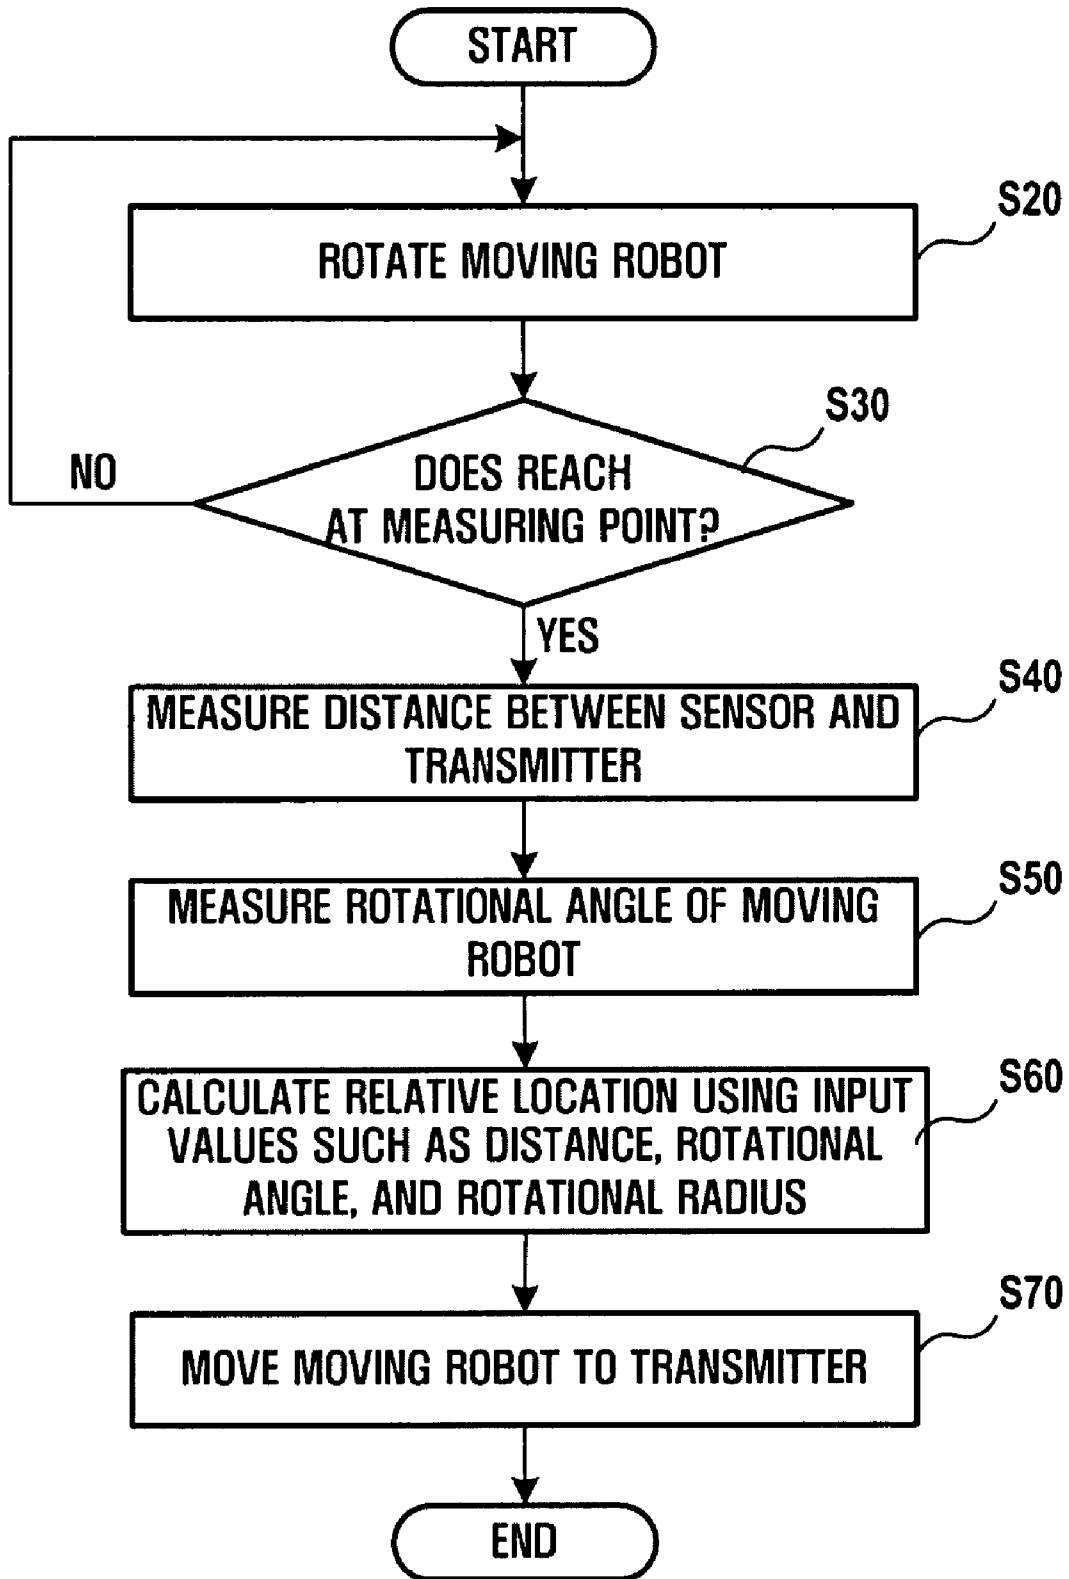 START
S20
ROTATE MOVING ROBOT
S30
DOES REACH
AT MEASURING POINT?
NO
YES
S40
MEASURE DISTANCE BETWEEN SENSOR AND
TRANSMITTER
S50
MEASURE ROTATIONAL ANGLE OF MOVING
ROBOT
S60
CALCULATE RELATIVE LOCATION USING INPUT
VALUES SUCH AS DISTANCE, ROTATIONAL
ANGLE, AND ROTATIONAL RADIUS
S70
MOVE MOVING ROBOT TO TRANSMITTER
END